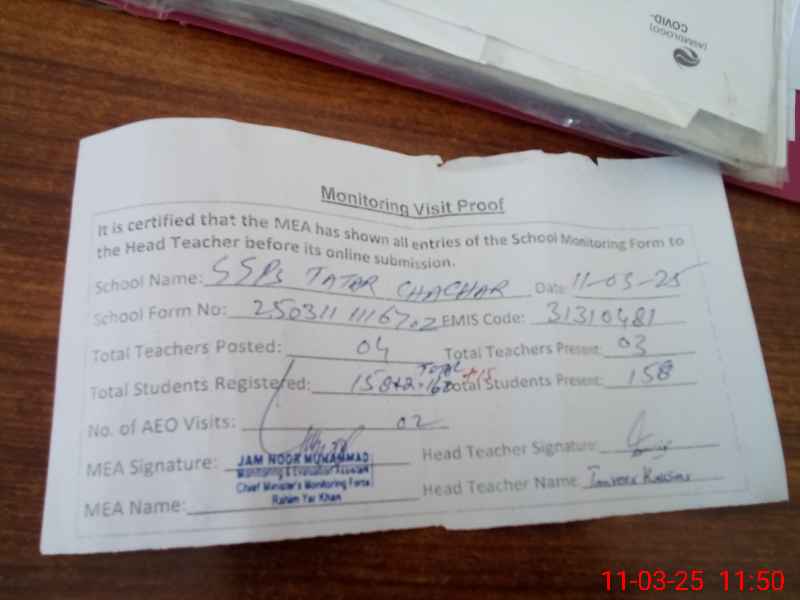 (ARMILOGO)
COVID-
Monitoring Visit Proof
It is certified that the MEA has shown all entries of the School Monitoring Form to
the Head Teacher before its online submission.
School Name: SSPS TATAR CHACHAR Date: 11-03-25
School Form No: EMIS Code: 31310481
Total Teachers Posted: 04 Total Teachers Present: 03
Total Students Registered: 158+2 Total 160 +15 Total Students Present: 158
No. of AEO Visits: 02
MEA Signature: Head Teacher Signature:
JAM NOOR MUHAMMAD
Monitoring & Evaluation Assistant
Chief Minister's Monitoring Force
Rahim Yar Khan
MEA Name: Head Teacher Name:
11-03-25 11:50